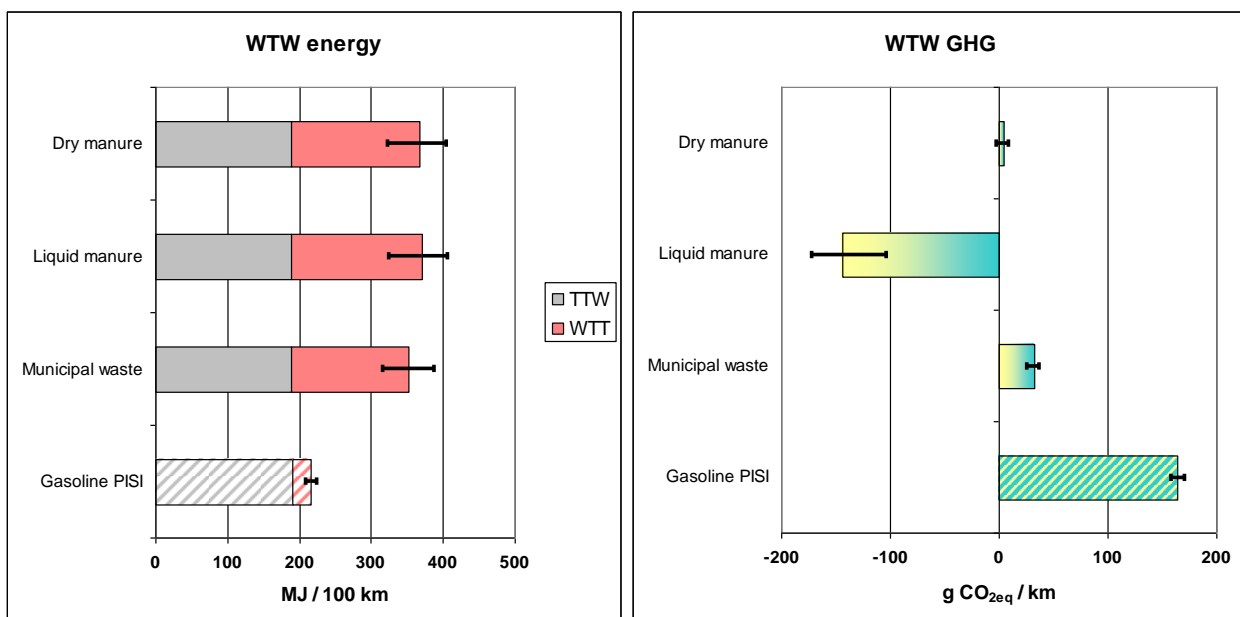 WTW energy
Dry manure
Liquid manure
Municipal waste
Gasoline PISI
0 100 200 300 400 500
MJ / 100 km
TTW
WTT
WTW GHG
Dry manure
Liquid manure
Municipal waste
Gasoline PISI
-200 -100 0 100 200
g CO2eq / km